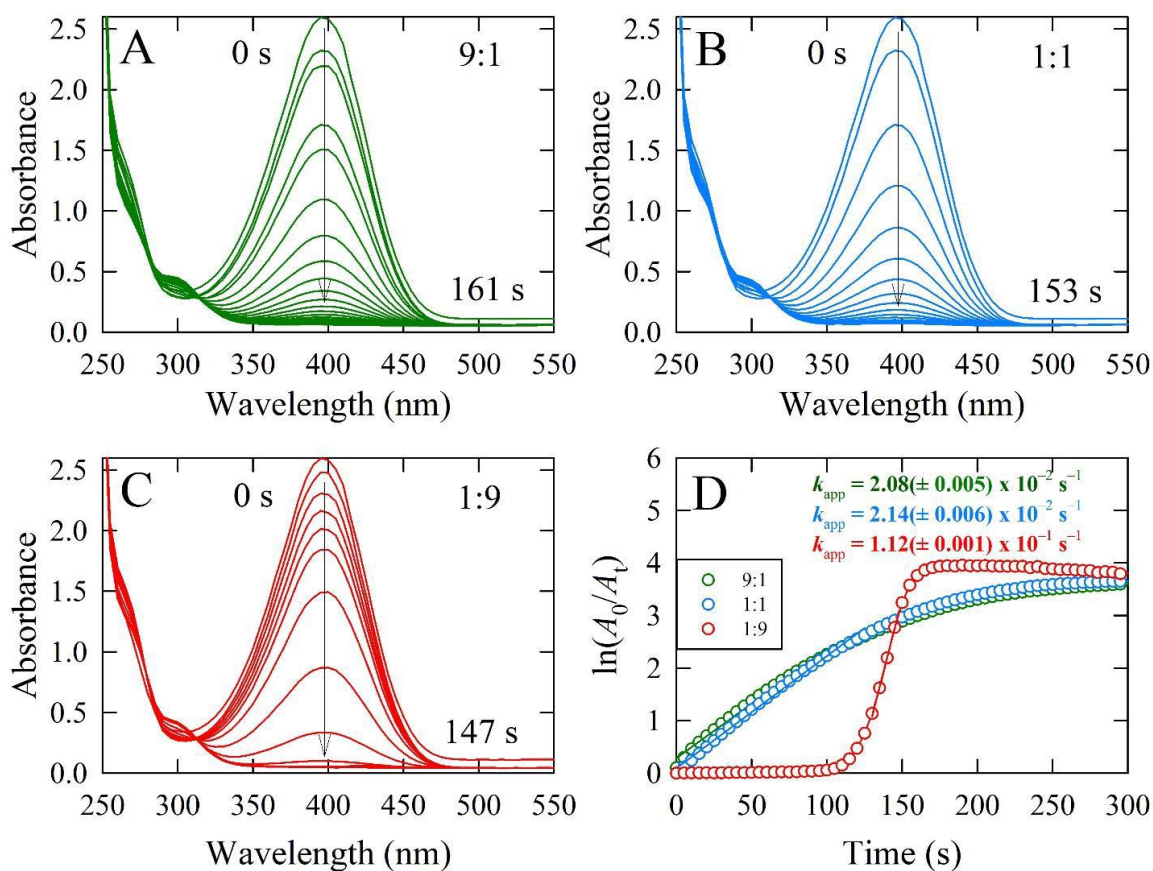 A
0 s
9:1
161 s
2.5
2.0
1.5
1.0
0.5
0.0
Absorbance
250 300 350 400 450 500 550
Wavelength (nm)
B
0 s
1:1
153 s
2.5
2.0
1.5
1.0
0.5
0.0
Absorbance
250 300 350 400 450 500 550
Wavelength (nm)
C
0 s
1:9
147 s
2.5
2.0
1.5
1.0
0.5
0.0
Absorbance
250 300 350 400 450 500 550
Wavelength (nm)
D
k_app = 2.08(± 0.005) x 10⁻² s⁻¹
k_app = 2.14(± 0.006) x 10⁻² s⁻¹
k_app = 1.12(± 0.001) x 10⁻¹ s⁻¹
9:1
1:1
1:9
6
5
4
3
2
1
0
ln(A₀/Aₜ)
0 50 100 150 200 250 300
Time (s)